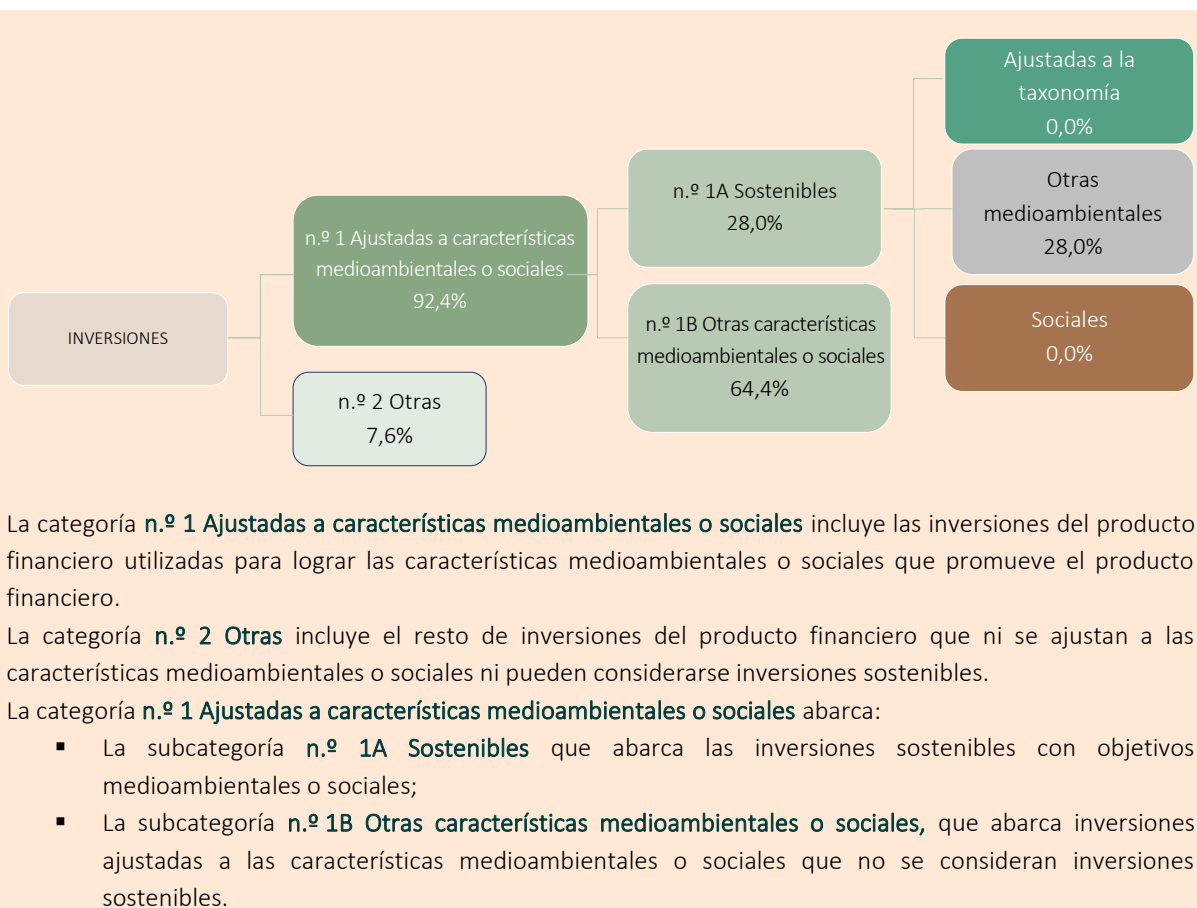 INVERSIONES
n.º 1 Ajustadas a características
medioambientales o sociales
92,4%
n.º 2 Otras
7,6%
n.º 1A Sostenibles
28,0%
n.º 1B Otras características
medioambientales o sociales
64,4%
Ajustadas a la
taxonomía
0,0%
Otras
medioambientales
28,0%
Sociales
0,0%
La categoría n.º 1 Ajustadas a características medioambientales o sociales incluye las inversiones del producto
financiero utilizadas para lograr las características medioambientales o sociales que promueve el producto
financiero.
La categoría n.º 2 Otras incluye el resto de inversiones del producto financiero que ni se ajustan a las
características medioambientales o sociales ni pueden considerarse inversiones sostenibles.
La categoría n.º 1 Ajustadas a características medioambientales o sociales abarca:
▪ La subcategoría n.º 1A Sostenibles que abarca las inversiones sostenibles con objetivos
medioambientales o sociales;
▪ La subcategoría n.º 1B Otras características medioambientales o sociales, que abarca inversiones
ajustadas a las características medioambientales o sociales que no se consideran inversiones
sostenibles.